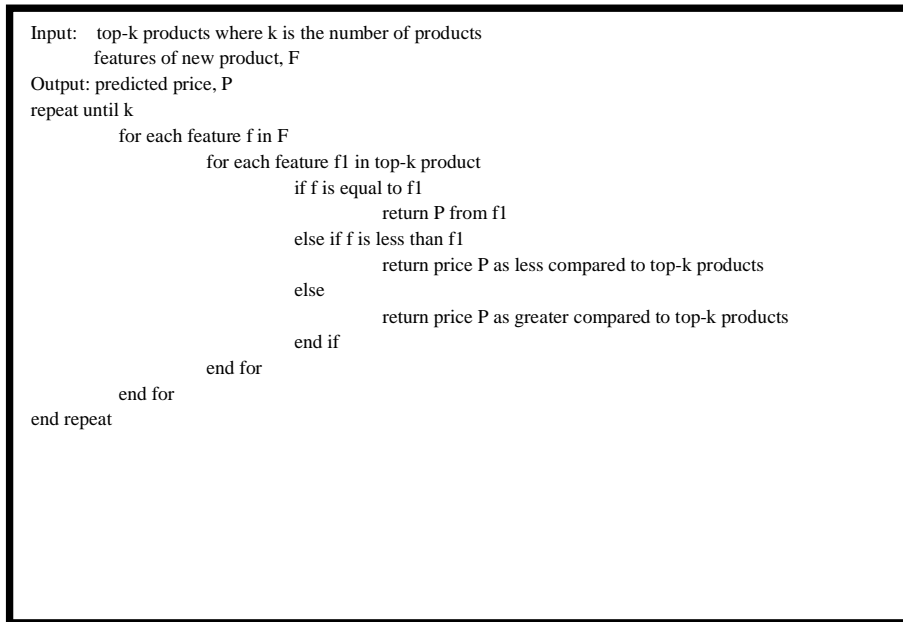 Input: top-k products where k is the number of products
features of new product, F
Output: predicted price, P
repeat until k
for each feature f in F
for each feature f1 in top-k product
if f is equal to f1
return P from f1
else if f is less than f1
return price P as less compared to top-k products
else
return price P as greater compared to top-k products
end if
end for
end for
end repeat